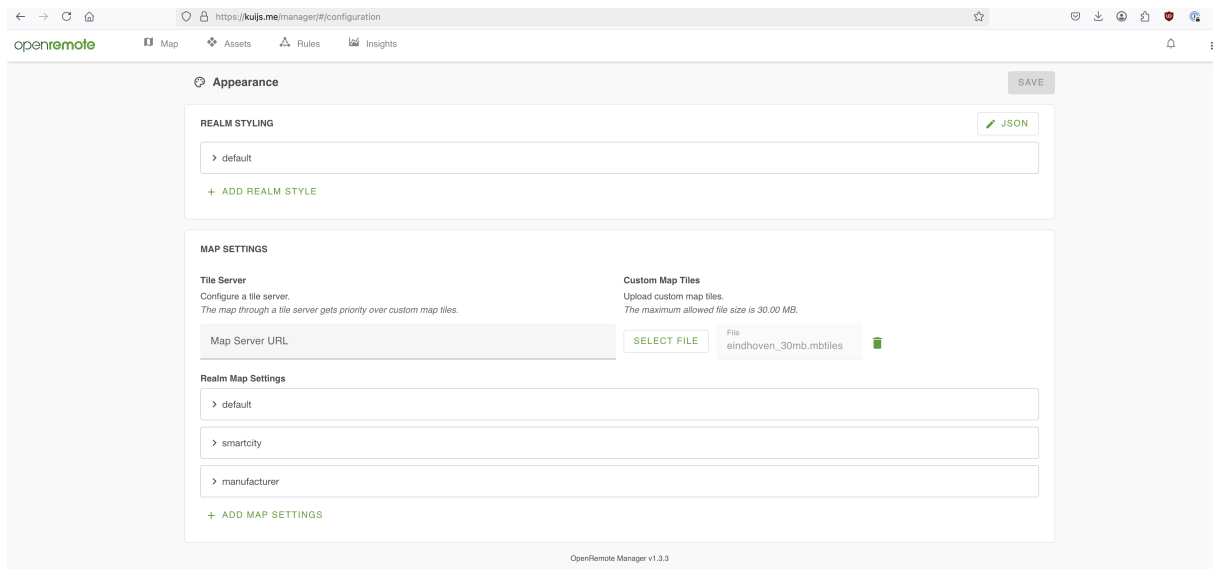 https://kuijs.me/manager/#/configuration
openremote
Map
Assets
Rules
Insights
Appearance
SAVE
REALM STYLING
JSON
default
+ ADD REALM STYLE
MAP SETTINGS
Tile Server
Configure a tile server.
The map through a tile server gets priority over custom map tiles.
Map Server URL
Custom Map Tiles
Upload custom map tiles.
The maximum allowed file size is 30.00 MB.
SELECT FILE
File
eindhoven_30mb.mbtiles
Realm Map Settings
default
smartcity
manufacturer
+ ADD MAP SETTINGS
OpenRemote Manager v1.3.3